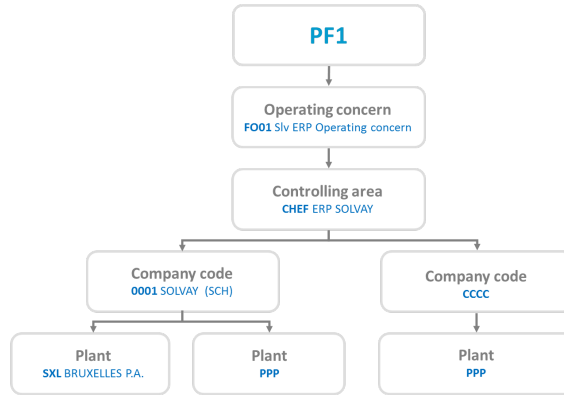 PF1
Operating concern
FO01 Slv ERP Operating concern
Controlling area
CHEF ERP SOLVAY
Company code
0001 SOLVAY (SCH)
Company code
CCCC
Plant
SXL BRUXELLES P.A.
Plant
PPP
Plant
PPP